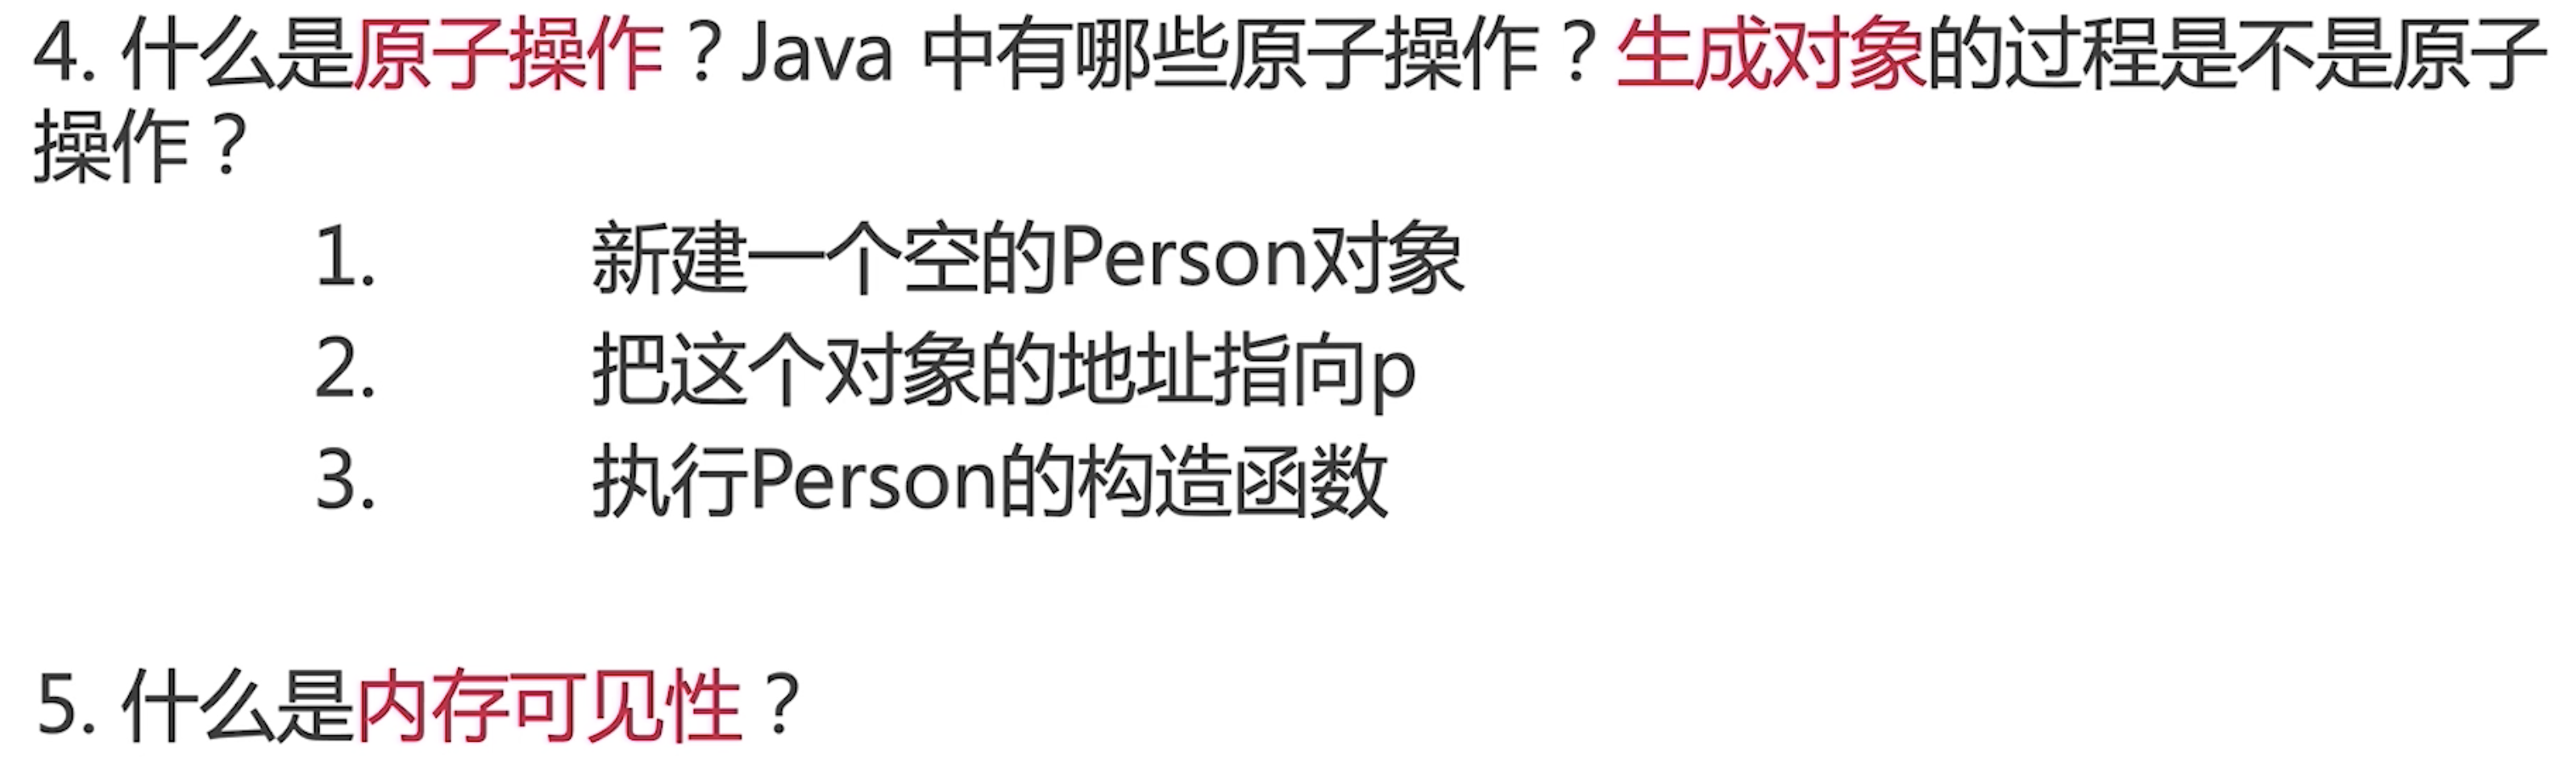 4. 什么是原子操作？Java 中有哪些原子操作？生成对象的过程是不是原子
操作？
1. 新建一个空的Person对象
2. 把这个对象的地址指向p
3. 执行Person的构造函数
5. 什么是内存可见性？